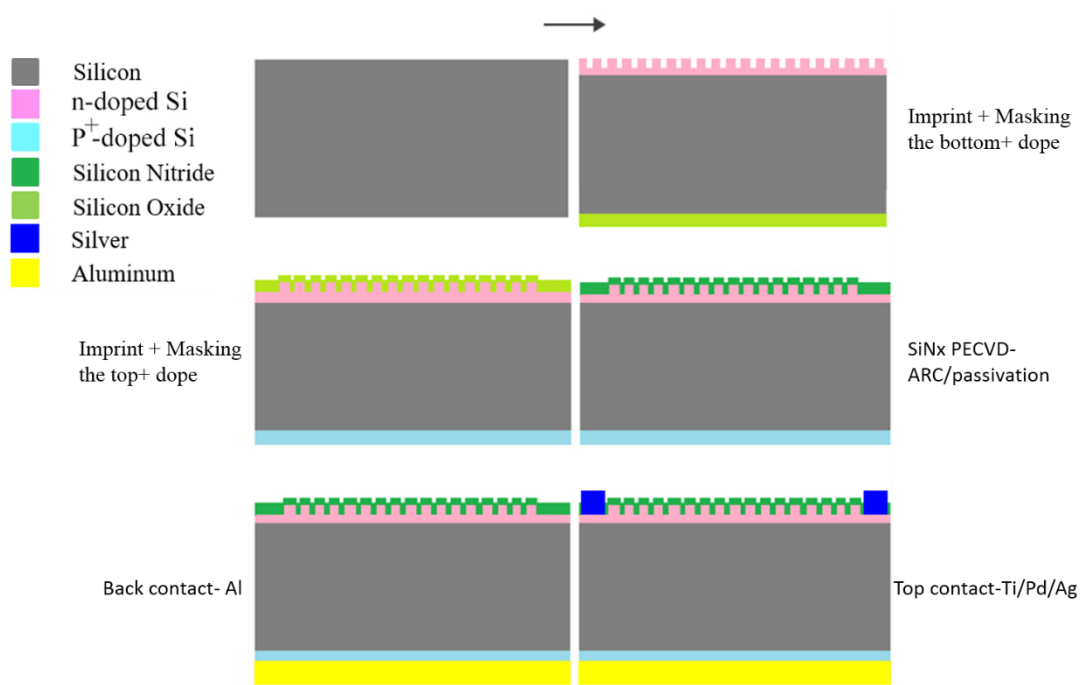 Silicon
n-doped Si
P+-doped Si
Silicon Nitride
Silicon Oxide
Silver
Aluminum
Imprint + Masking
the bottom+ dope
Imprint + Masking
the top+ dope
SiNx PECVD-
ARC/passivation
Back contact- Al
Top contact-Ti/Pd/Ag